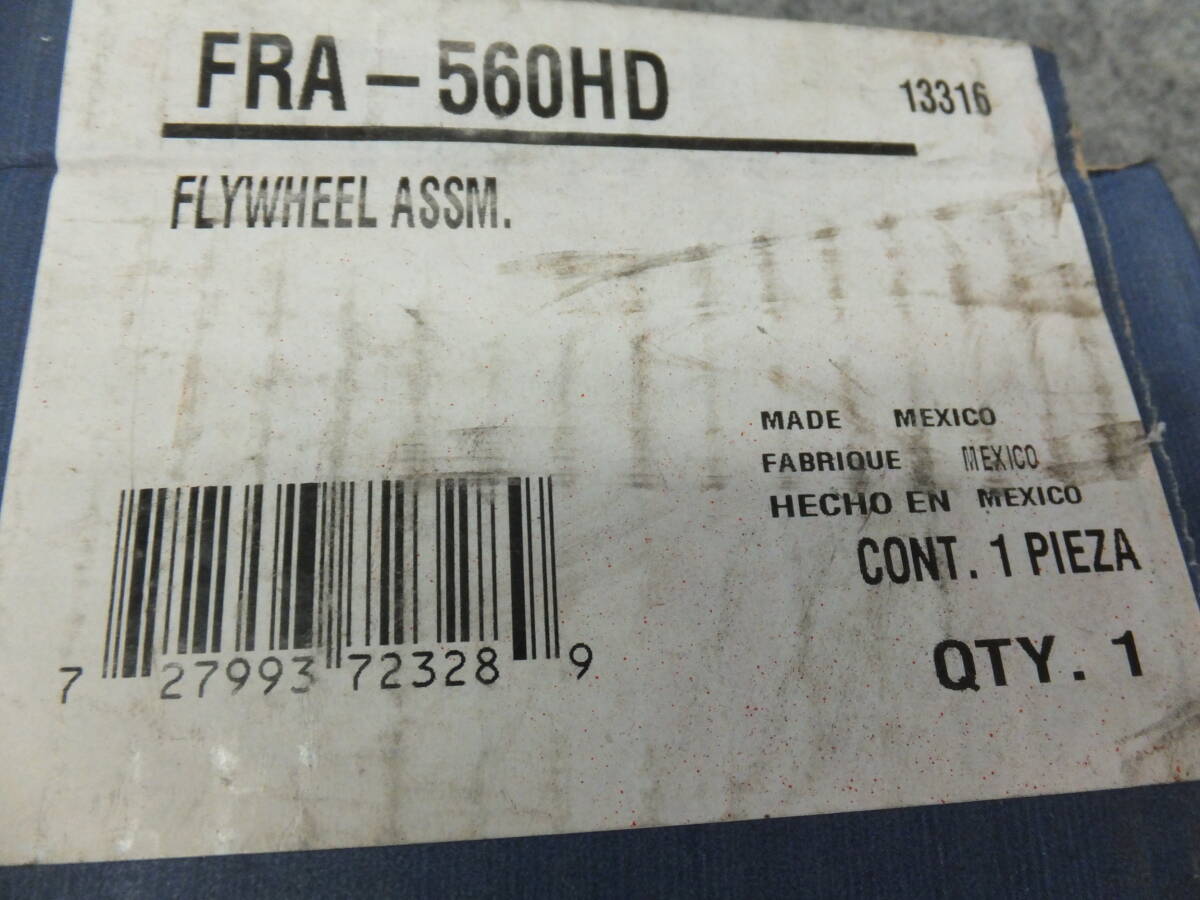 FRA - 560HD 13316
FLYWHEEL ASSM.
MADE MEXICO
FABRIQUE MEXICO
HECHO EN MEXICO
CONT. 1 PIEZA
QTY. 1
7 27993 72328 9